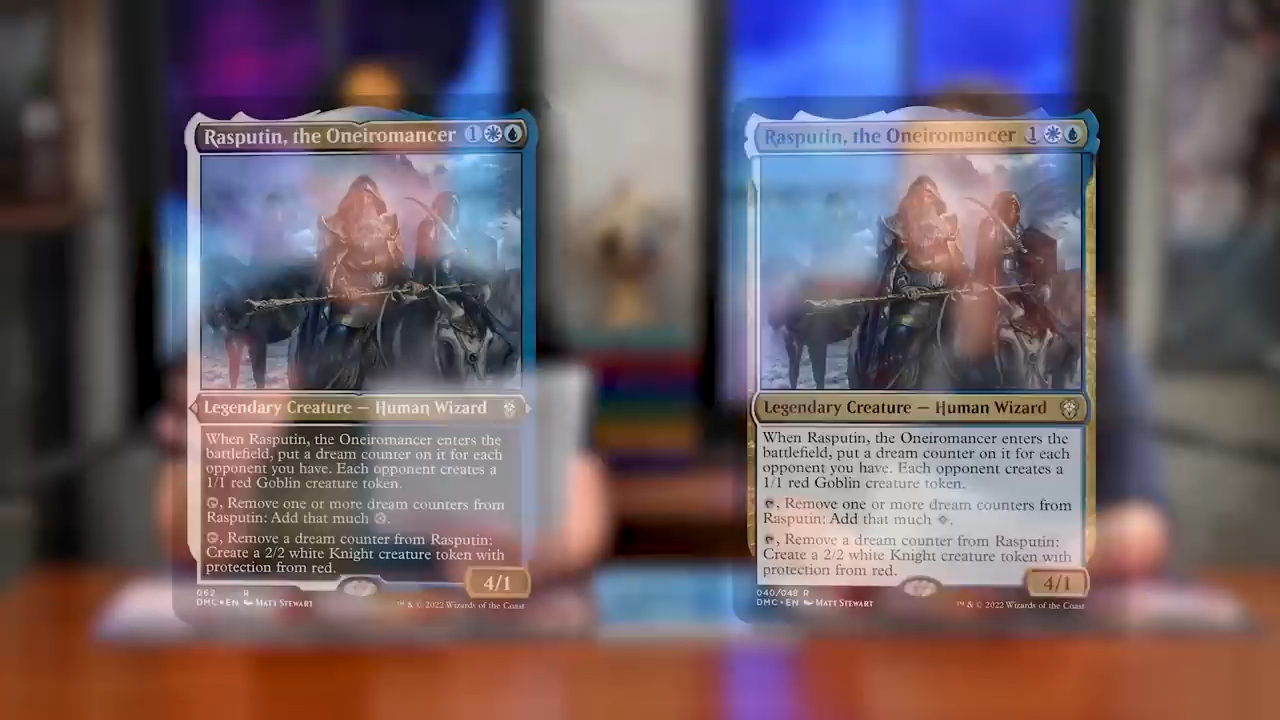 Rasputin, the Oneiromancer 1
Legendary Creature — Human Wizard
When Rasputin, the Oneiromancer enters the
battlefield, put a dream counter on it for each
opponent you have. Each opponent creates a
1/1 red Goblin creature token.
, Remove one or more dream counters from
Rasputin: Add that much .
, Remove a dream counter from Rasputin:
Create a 2/2 white Knight creature token with
protection from red.
4/1
062 R
DMC • EN Matt Stewart ™ & © 2022 Wizards of the Coast
Rasputin, the Oneiromancer 1
Legendary Creature — Human Wizard
When Rasputin, the Oneiromancer enters the
battlefield, put a dream counter on it for each
opponent you have. Each opponent creates a
1/1 red Goblin creature token.
, Remove one or more dream counters from
Rasputin: Add that much .
, Remove a dream counter from Rasputin:
Create a 2/2 white Knight creature token with
protection from red.
4/1
040/048 R
DMC • EN Matt Stewart ™ & © 2022 Wizards of the Coast